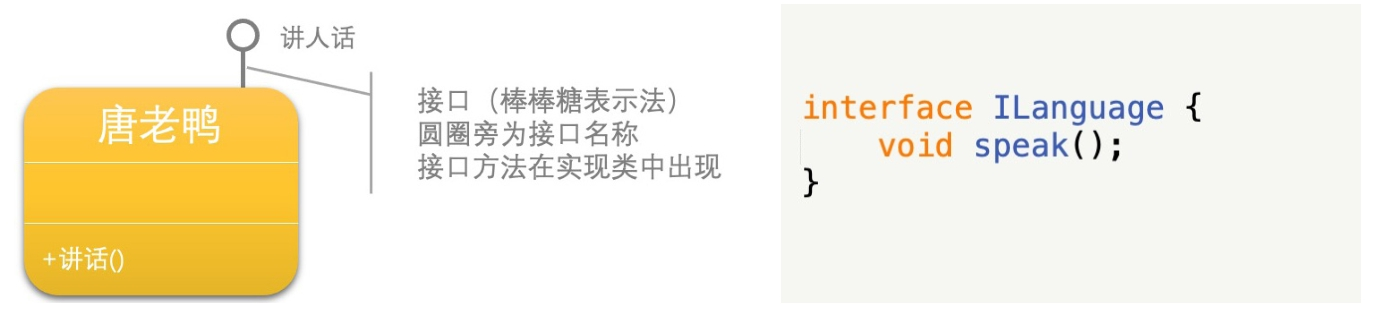 讲人话
唐老鸭
+讲话()
接口（棒棒糖表示法）
圆圈旁为接口名称
接口方法在实现类中出现
interface ILanguage {
    void speak();
}